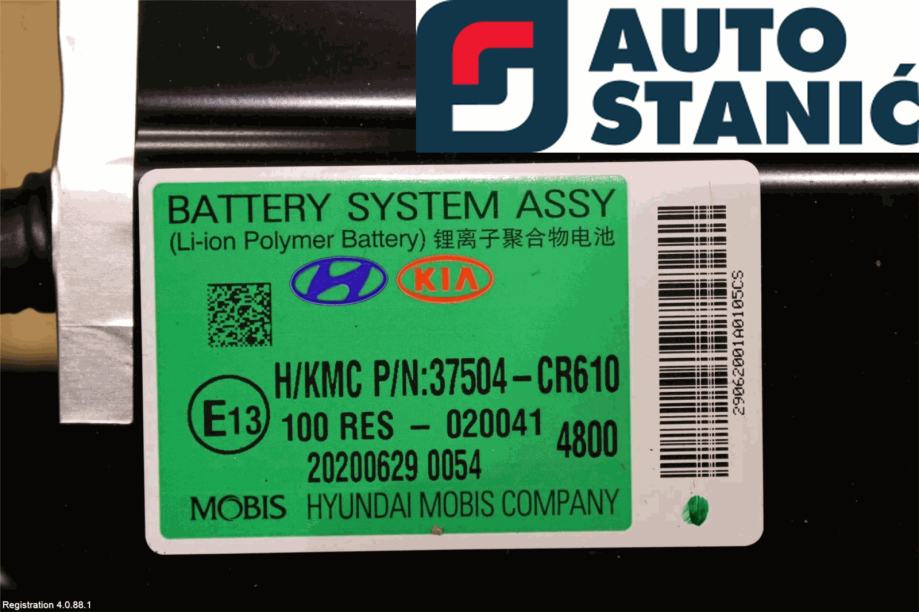 AUTO
STANIĆ
BATTERY SYSTEM ASSY
(Li-ion Polymer Battery) 锂离子聚合物电池
KIA
H/KMC P/N:37504-CR610
E13
100 RES - 020041
4800
20200629 0054
MOBIS HYUNDAI MOBIS COMPANY
29062001A0105CS
Registration 4.0.88.1